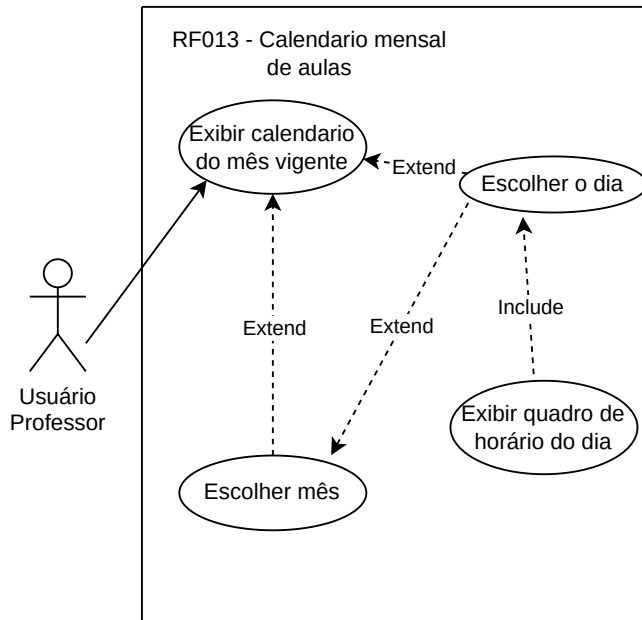 RF013 - Calendario mensal
de aulas
Exibir calendario
do mês vigente
Extend
Escolher o dia
Extend
Extend
Include
Usuário
Professor
Exibir quadro de
horário do dia
Escolher mês